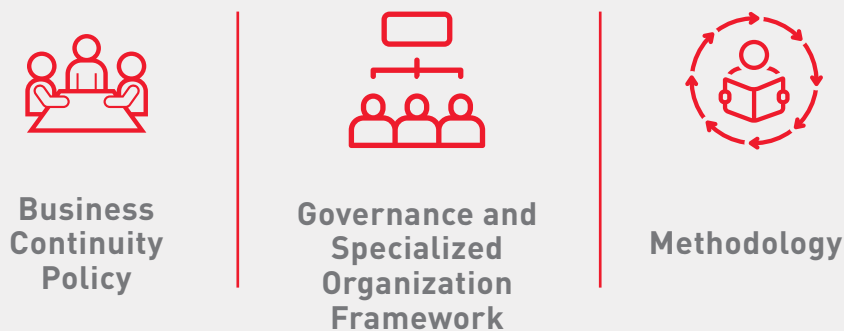 Business
Continuity
Policy
Governance and
Specialized
Organization
Framework
Methodology